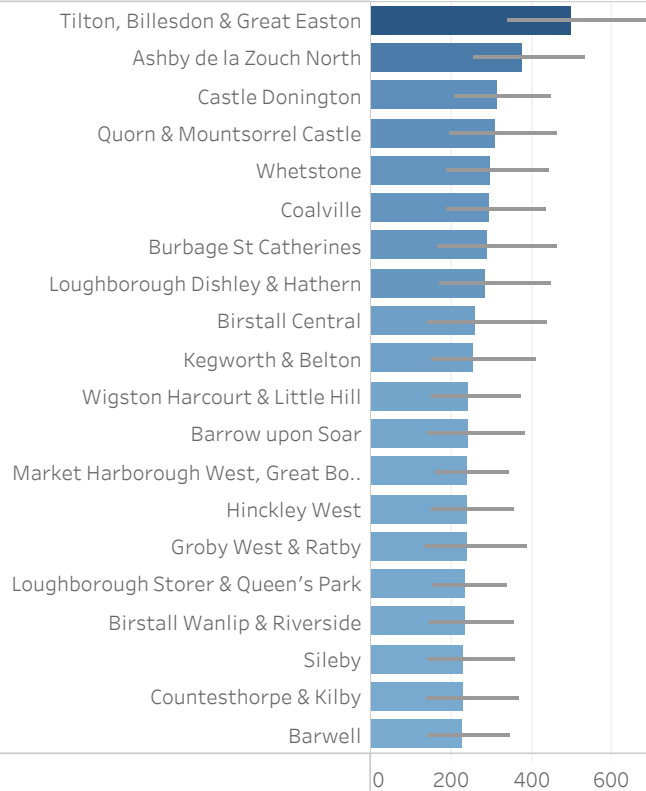 Tilton, Billesdon & Great Easton
Ashby de la Zouch North
Castle Donington
Quorn & Mountsorrel Castle
Whetstone
Coalville
Burbage St Catherines
Loughborough Dishley & Hathern
Birstall Central
Kegworth & Belton
Wigston Harcourt & Little Hill
Barrow upon Soar
Market Harborough West, Great Bo..
Hinckley West
Groby West & Ratby
Loughborough Storer & Queen's Park
Birstall Wanlip & Riverside
Sileby
Countesthorpe & Kilby
Barwell
0 200 400 600